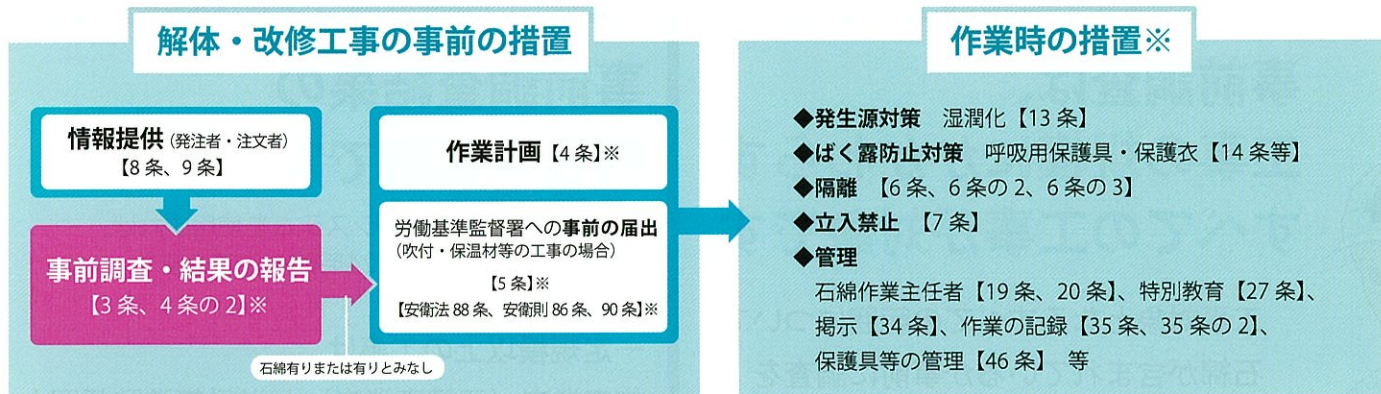 解体・改修工事の事前の措置
情報提供（発注者・注文者）
【8条、9条】
事前調査・結果の報告
【3条、4条の2】※
石綿有りまたは有りとみなし
作業計画【4条】※
労働基準監督署への事前の届出
（吹付・保温材等の工事の場合）
【5条】※
【安衛法88条、安衛則86条、90条】※
作業時の措置※
◆発生源対策　湿潤化【13条】
◆ばく露防止対策　呼吸用保護具・保護衣【14条等】
◆隔離　【6条、6条の2、6条の3】
◆立入禁止　【7条】
◆管理
石綿作業主任者【19条、20条】、特別教育【27条】、
掲示【34条】、作業の記録【35条、35条の2】、
保護具等の管理【46条】　等